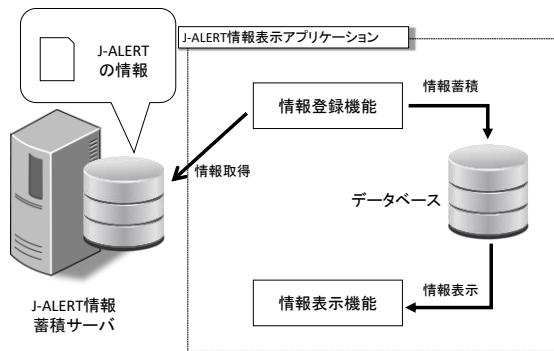 J-ALERT
の情報
J-ALERT情報表示アプリケーション
情報登録機能
情報蓄積
情報取得
データベース
J-ALERT情報
蓄積サーバ
情報表示機能
情報表示